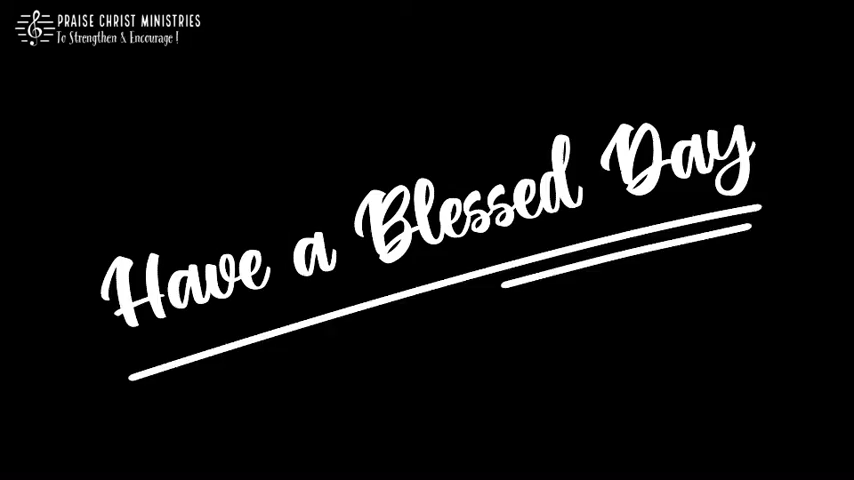 PRAISE CHRIST MINISTRIES
To Strengthen & Encourage !
Have a Blessed Day